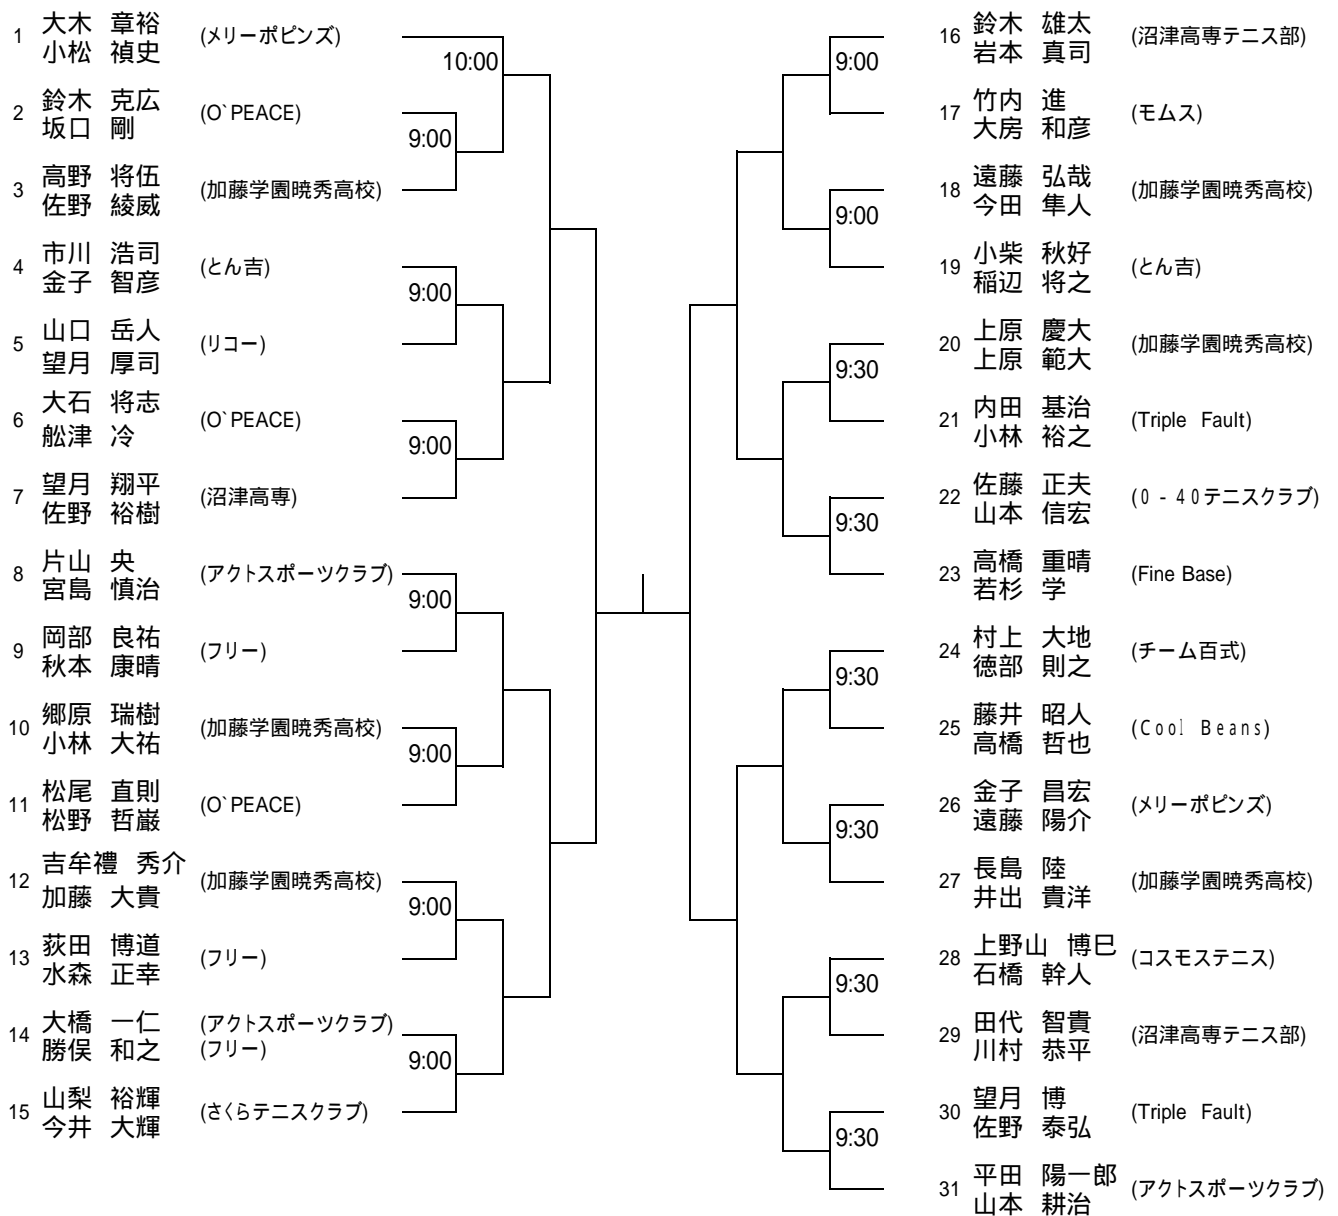 1 大木 章裕 (メリーポピンズ)
小松 禎史
10:00
2 鈴木 克広 (O`PEACE)
坂口 剛
9:00
3 高野 将伍 (加藤学園暁秀高校)
佐野 綾威
4 市川 浩司 (とん吉)
金子 智彦
9:00
5 山口 岳人 (リコー)
望月 厚司
6 大石 将志 (O`PEACE)
舩津 冷
9:00
7 望月 翔平 (沼津高専)
佐野 裕樹
8 片山 央 (アクトスポーツクラブ)
宮島 慎治
9:00
9 岡部 良祐 (フリー)
秋本 康晴
10 郷原 瑞樹 (加藤学園暁秀高校)
小林 大祐
9:00
11 松尾 直則 (O`PEACE)
松野 哲巌
12 吉牟禮 秀介 (加藤学園暁秀高校)
加藤 大貴
9:00
13 荻田 博道 (フリー)
水森 正幸
14 大橋 一仁 (アクトスポーツクラブ)
勝俣 和之 (フリー)
9:00
15 山梨 裕輝 (さくらテニスクラブ)
今井 大輝
16 鈴木 雄太 (沼津高専テニス部)
岩本 真司
9:00
17 竹内 進 (モムス)
大房 和彦
18 遠藤 弘哉 (加藤学園暁秀高校)
今田 隼人
9:00
19 小柴 秋好 (とん吉)
稲辺 将之
20 上原 慶大 (加藤学園暁秀高校)
上原 範大
9:30
21 内田 基治 (Triple Fault)
小林 裕之
22 佐藤 正夫 (0-40テニスクラブ)
山本 信宏
9:30
23 高橋 重晴 (Fine Base)
若杉 学
24 村上 大地 (チーム百式)
徳部 則之
9:30
25 藤井 昭人 (Cool Beans)
高橋 哲也
26 金子 昌宏 (メリーポピンズ)
遠藤 陽介
9:30
27 長島 陸 (加藤学園暁秀高校)
井出 貴洋
28 上野山 博巳 (コスモステニス)
石橋 幹人
9:30
29 田代 智貴 (沼津高専テニス部)
川村 恭平
30 望月 博 (Triple Fault)
佐野 泰弘
9:30
31 平田 陽一郎 (アクトスポーツクラブ)
山本 耕治